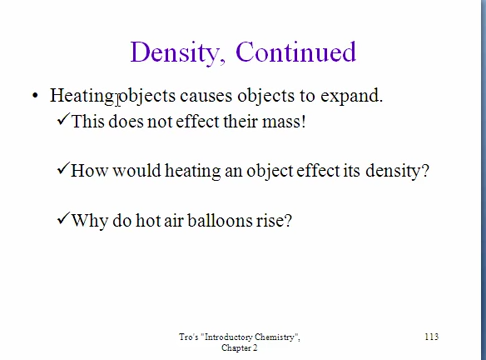 Density, Continued
• Heating objects causes objects to expand.
✓This does not effect their mass!
✓How would heating an object effect its density?
✓Why do hot air balloons rise?
Tro's "Introductory Chemistry",
Chapter 2
113